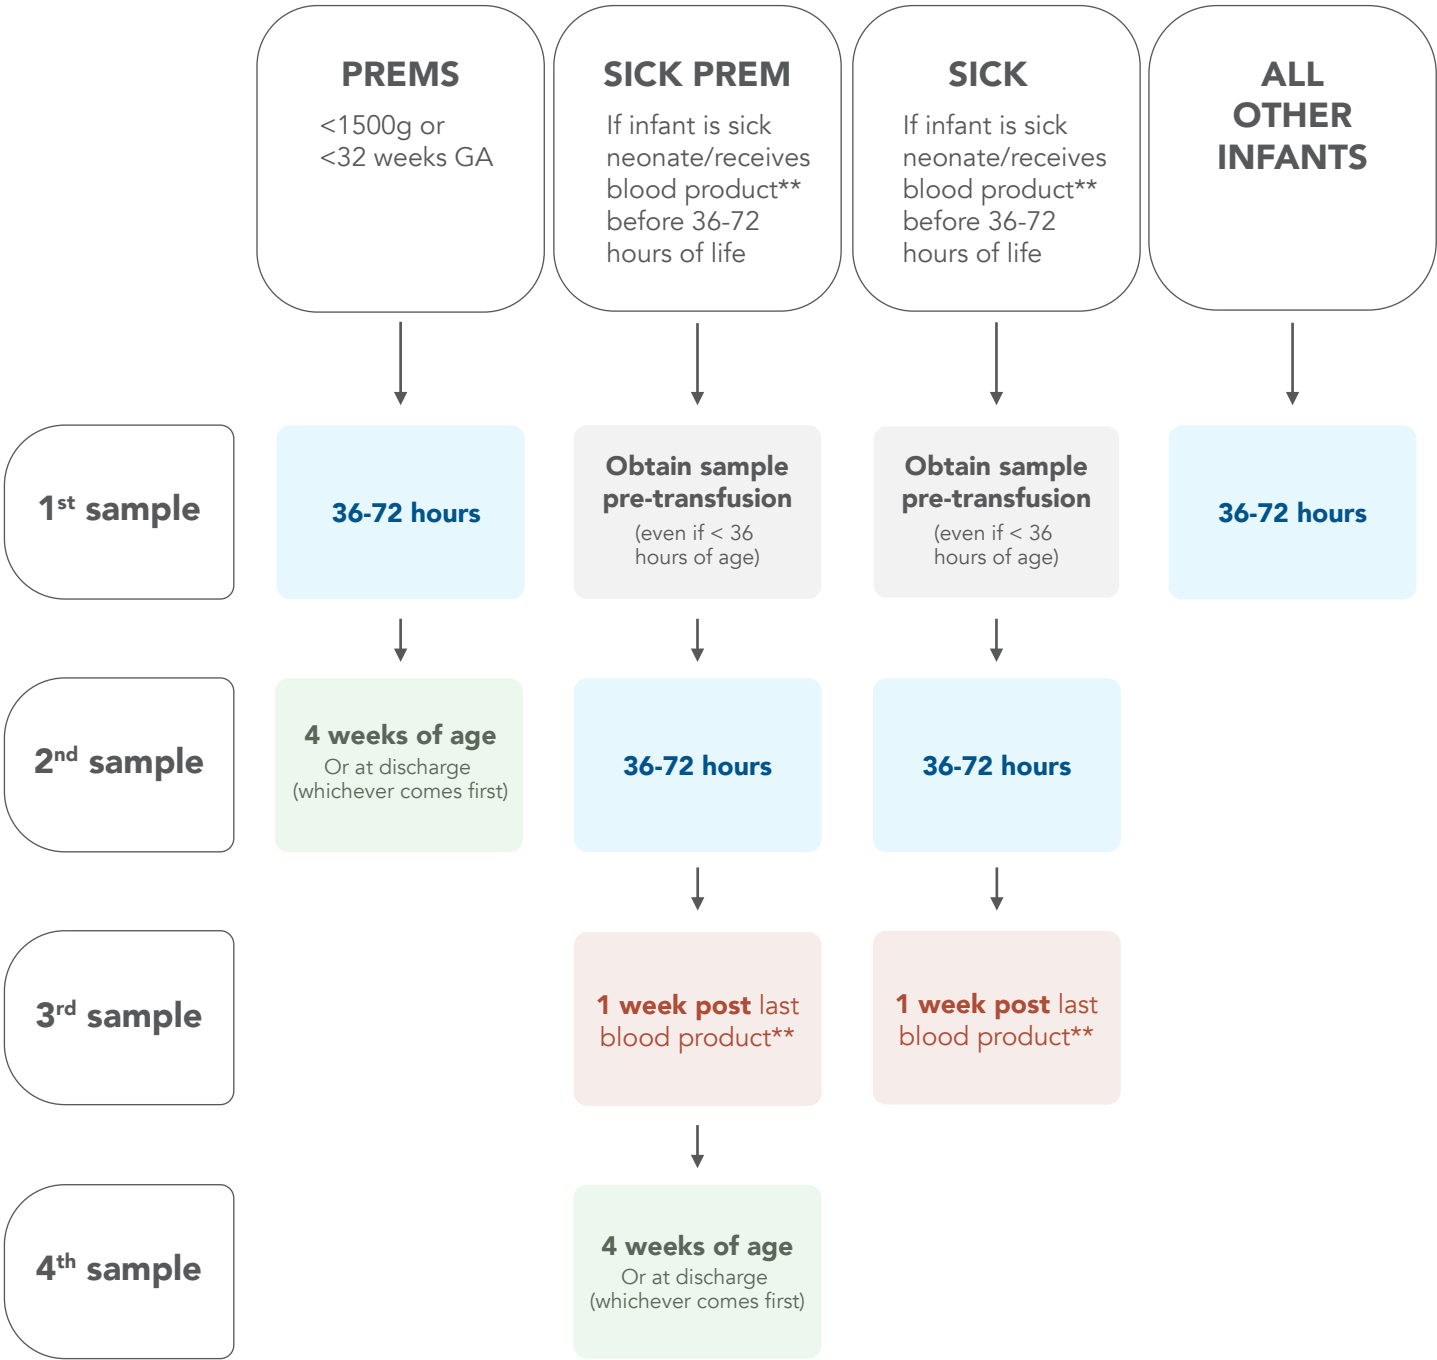 PREMS
<1500g or
<32 weeks GA
SICK PREM
If infant is sick
neonate/receives
blood product**
before 36-72
hours of life
SICK
If infant is sick
neonate/receives
blood product**
before 36-72
hours of life
ALL
OTHER
INFANTS
1st sample
36-72 hours
Obtain sample
pre-transfusion
(even if < 36
hours of age)
Obtain sample
pre-transfusion
(even if < 36
hours of age)
36-72 hours
2nd sample
4 weeks of age
Or at discharge
(whichever comes first)
36-72 hours
36-72 hours
3rd sample
1 week post last
blood product**
1 week post last
blood product**
4th sample
4 weeks of age
Or at discharge
(whichever comes first)